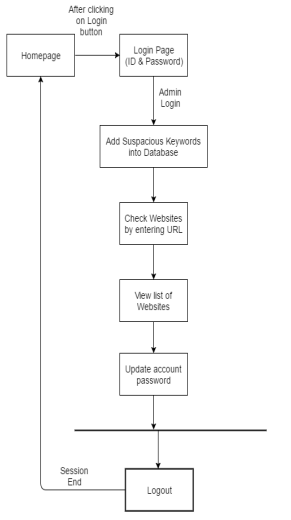 After clicking
on Login
button
Homepage
Login Page
(ID & Password)
Admin
Login
Add Suspacious Keywords
into Database
Check Websites
by entering URL
View list of
Websites
Update account
password
Session
End
Logout